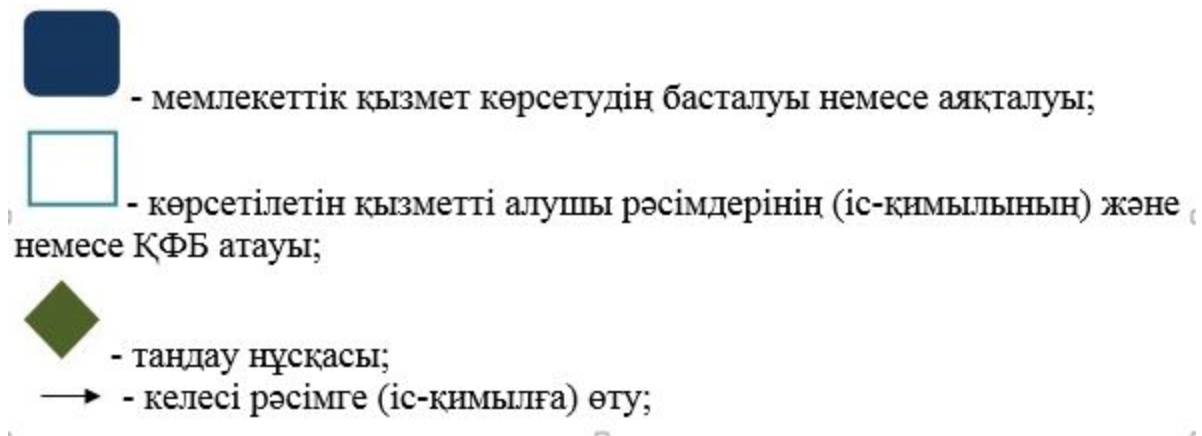 - мемлекеттік қызмет көрсетудің басталуы немесе аяқталуы;
- көрсетілетін қызметті алушы рәсімдерінің (іс-қимылының) және
немесе ҚФБ атауы;
- таңдау нұсқасы;
- келесі рәсімге (іс-қимылға) өту;